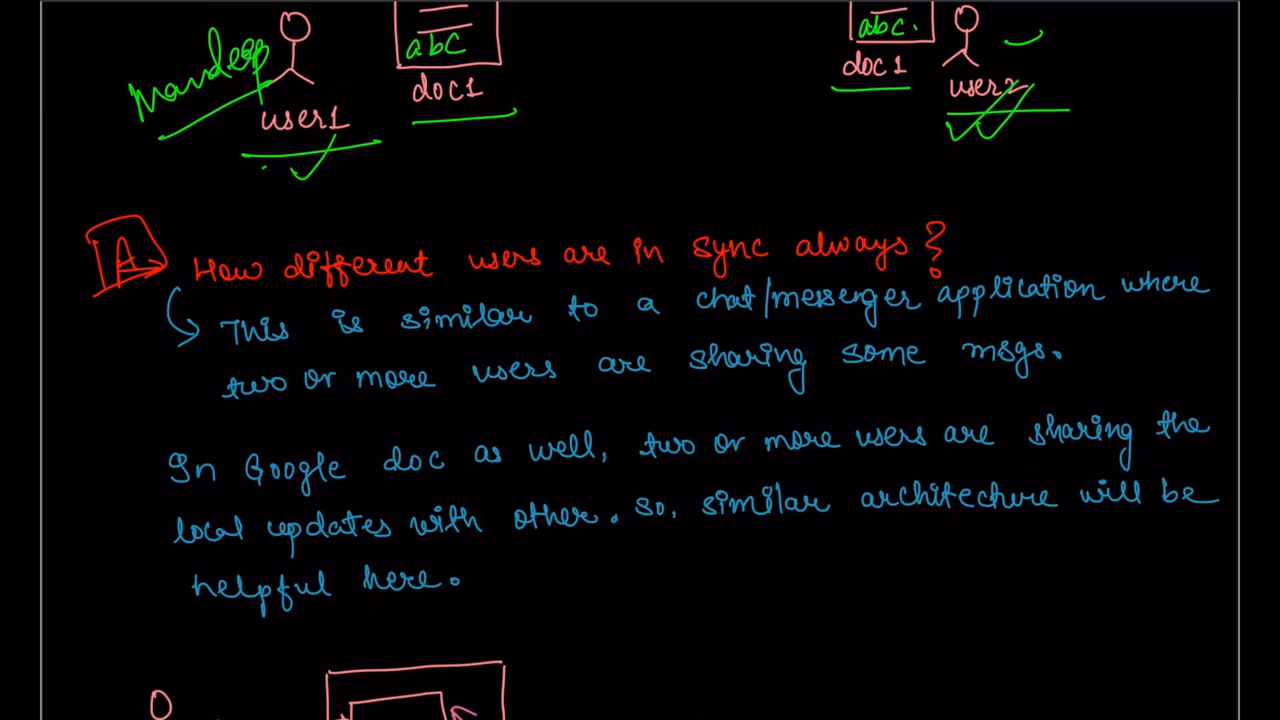 abc
abc.
mandeep
doc1
doc1
user1
user2
A
How different users are in sync always?
This is similar to a chat/messenger application where
two or more users are sharing some msgs.
In Google doc as well, two or more users are sharing the
local updates with other. so, similar architecture will be
helpful here.